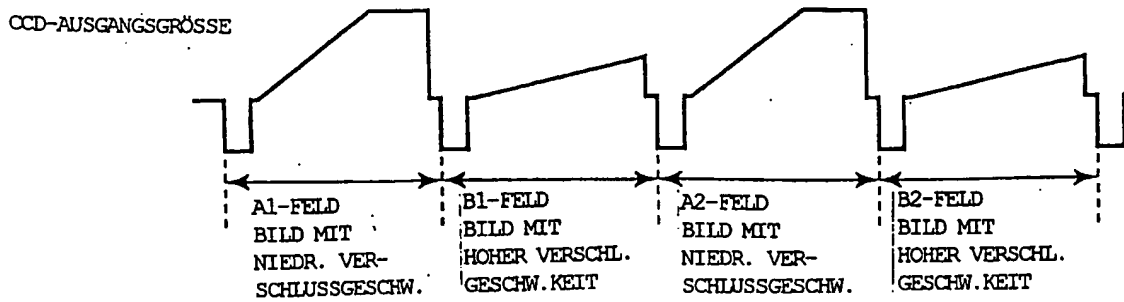 CCD-AUSGANGSGRÖSSE
A1-FELD
BILD MIT
NIEDR. VER-
SCHLUSSGESCHW.
B1-FELD
BILD MIT
HOHER VERSCHL.
GESCHW.KEIT
A2-FELD
BILD MIT
NIEDR. VER-
SCHLUSSGESCHW.
B2-FELD
BILD MIT
HOHER VERSCHL.
GESCHW.KEIT